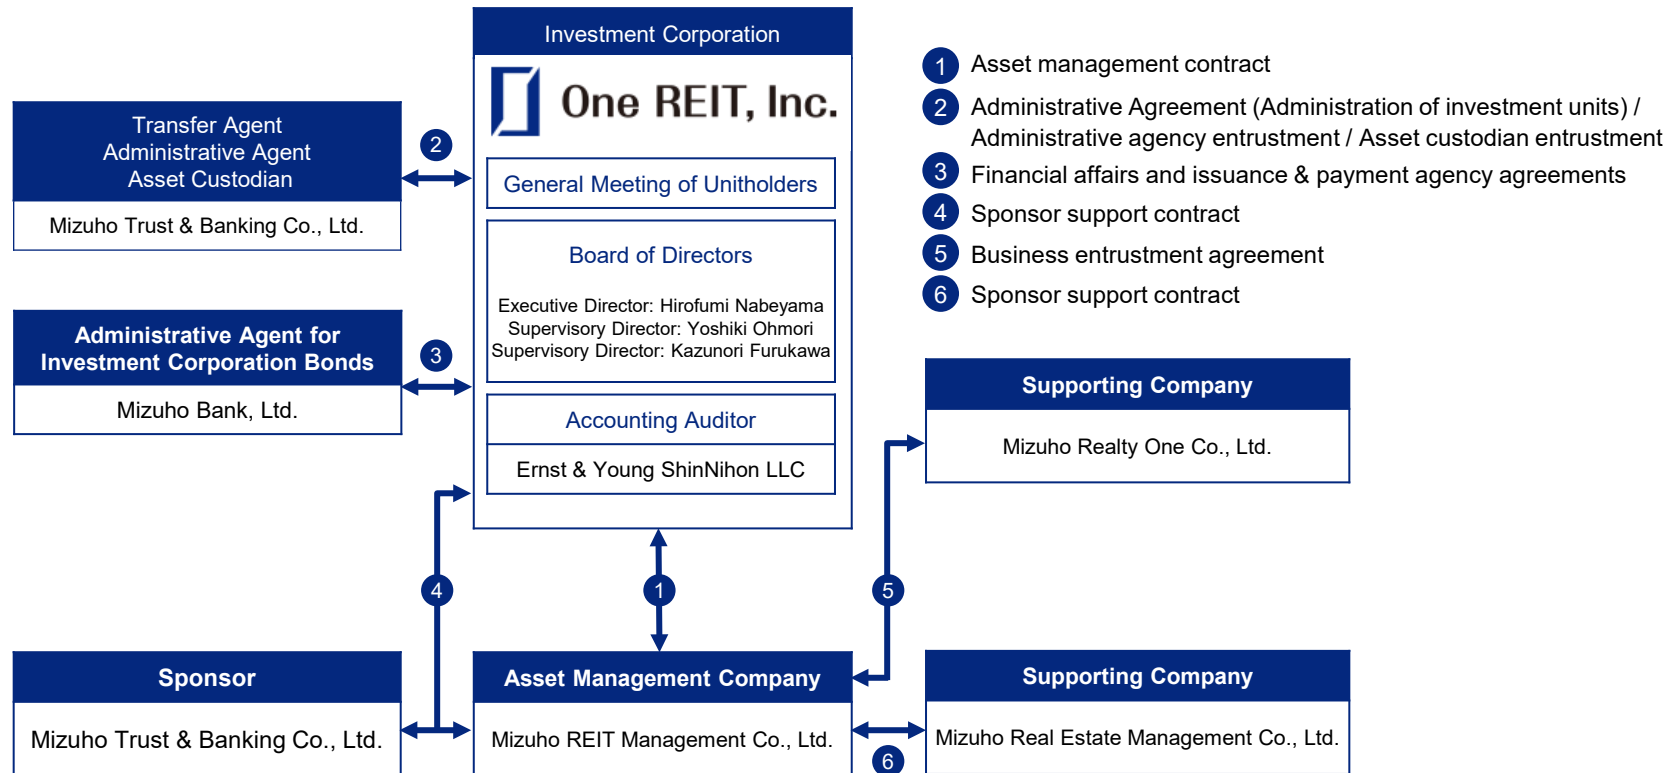 Investment Corporation
One REIT, Inc.
General Meeting of Unitholders
Board of Directors
Executive Director: Hirofumi Nabeyama
Supervisory Director: Yoshiki Ohmori
Supervisory Director: Kazunori Furukawa
Accounting Auditor
Ernst & Young ShinNihon LLC
Transfer Agent
Administrative Agent
Asset Custodian
Mizuho Trust & Banking Co., Ltd.
2
Administrative Agent for
Investment Corporation Bonds
Mizuho Bank, Ltd.
3
1 Asset management contract
2 Administrative Agreement (Administration of investment units) /
Administrative agency entrustment / Asset custodian entrustment
3 Financial affairs and issuance & payment agency agreements
4 Sponsor support contract
5 Business entrustment agreement
6 Sponsor support contract
Supporting Company
Mizuho Realty One Co., Ltd.
4
1
5
Sponsor
Mizuho Trust & Banking Co., Ltd.
Asset Management Company
Mizuho REIT Management Co., Ltd.
6
Supporting Company
Mizuho Real Estate Management Co., Ltd.